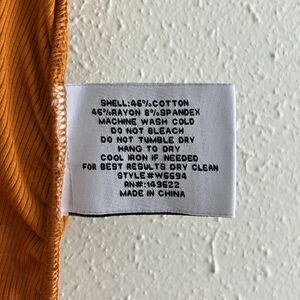 SHELL:46%COTTON
46%RAYON 8%SPANDEX
MACHINE WASH COLD
DO NOT BLEACH
DO NOT TUMBLE DRY
HANG TO DRY
COOL IRON IF NEEDED
FOR BEST RESULTS DRY CLEAN
STYLE#W6694
RN#:149622
MADE IN CHINA